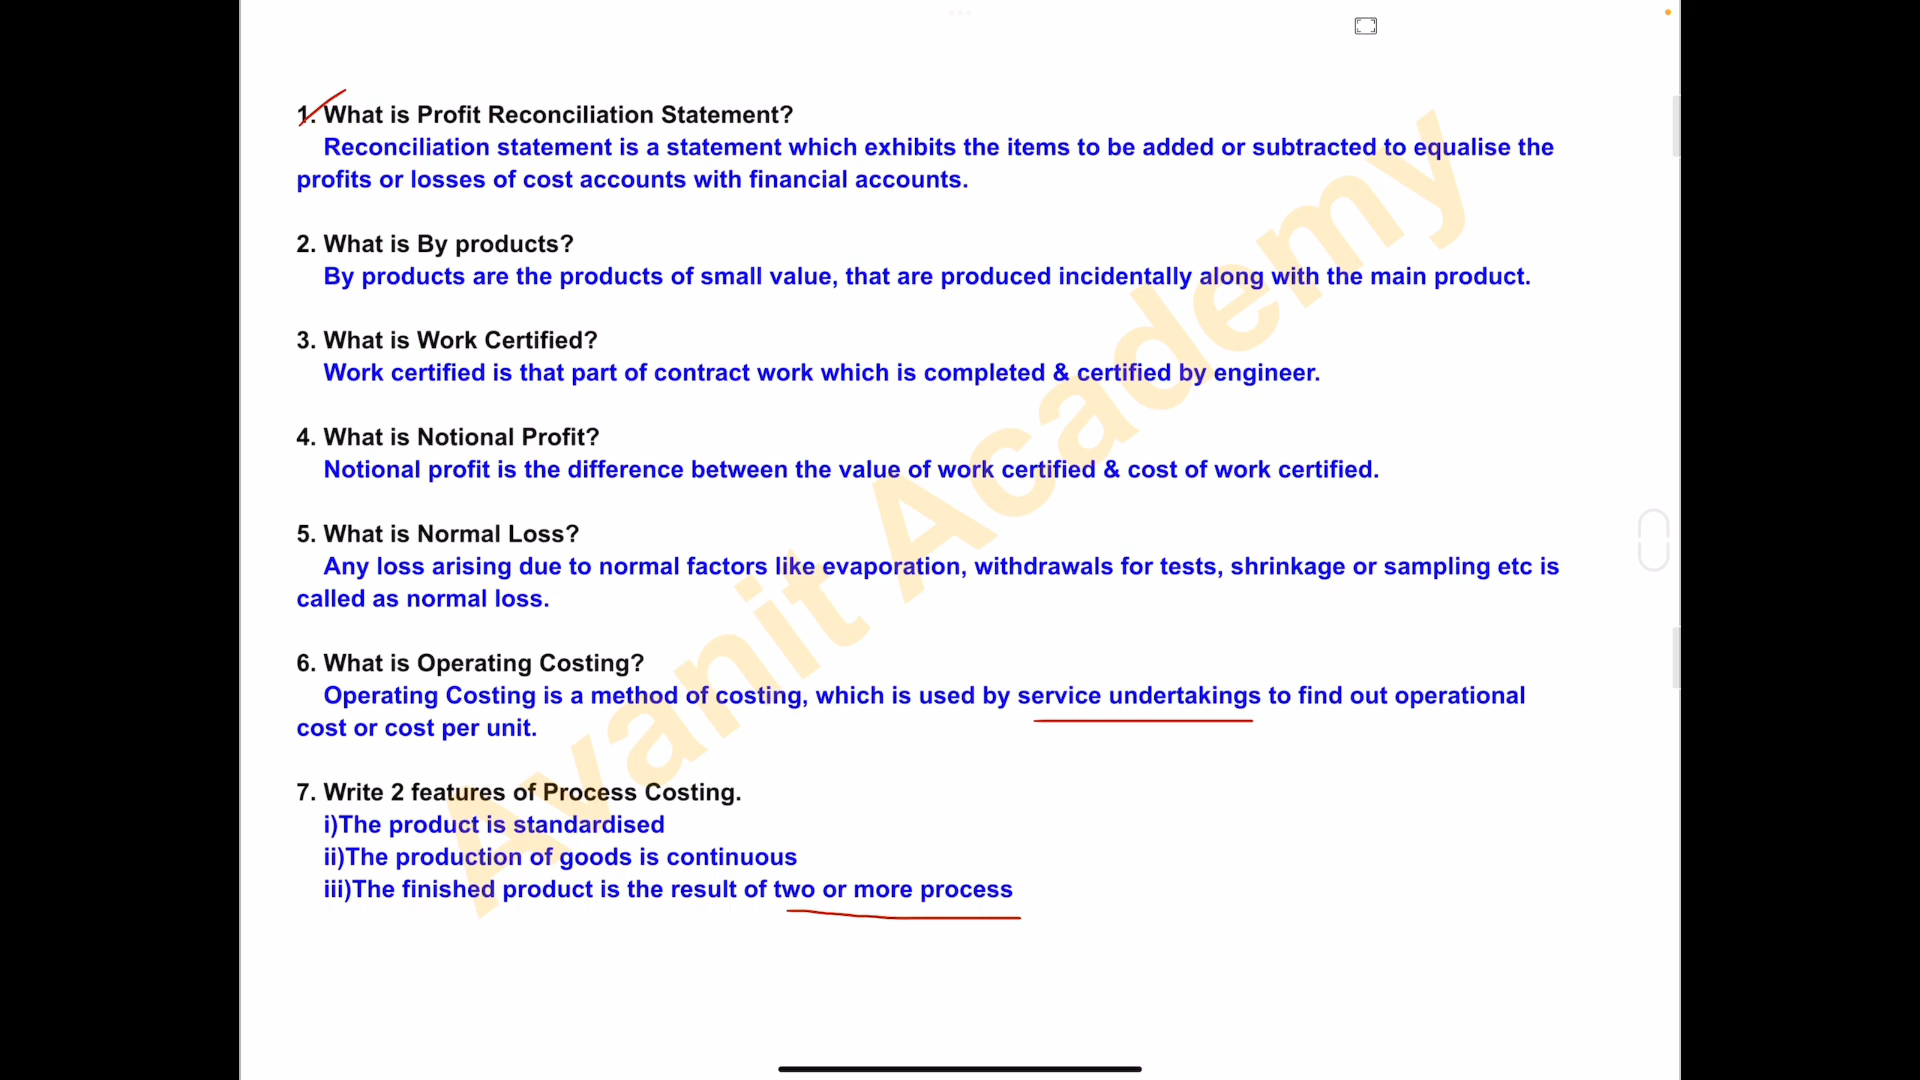 1. What is Profit Reconciliation Statement?
Reconciliation statement is a statement which exhibits the items to be added or subtracted to equalise the
profits or losses of cost accounts with financial accounts.
2. What is By products?
By products are the products of small value, that are produced incidentally along with the main product.
3. What is Work Certified?
Work certified is that part of contract work which is completed & certified by engineer.
4. What is Notional Profit?
Notional profit is the difference between the value of work certified & cost of work certified.
5. What is Normal Loss?
Any loss arising due to normal factors like evaporation, withdrawals for tests, shrinkage or sampling etc is
called as normal loss.
6. What is Operating Costing?
Operating Costing is a method of costing, which is used by service undertakings to find out operational
cost or cost per unit.
7. Write 2 features of Process Costing.
i)The product is standardised
ii)The production of goods is continuous
iii)The finished product is the result of two or more process
Avanit Academy